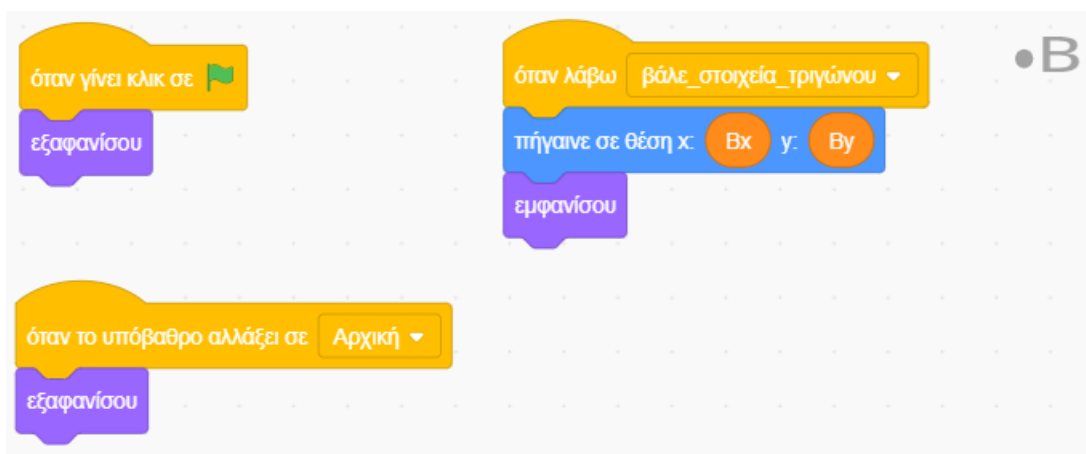 όταν γίνει κλικ σε
εξαφανίσου
όταν λάβω βάλε_στοιχεία_τριγώνου
πήγαινε σε θέση x: Bx y: By
εμφανίσου
•B
όταν το υπόβαθρο αλλάξει σε Αρχική
εξαφανίσου